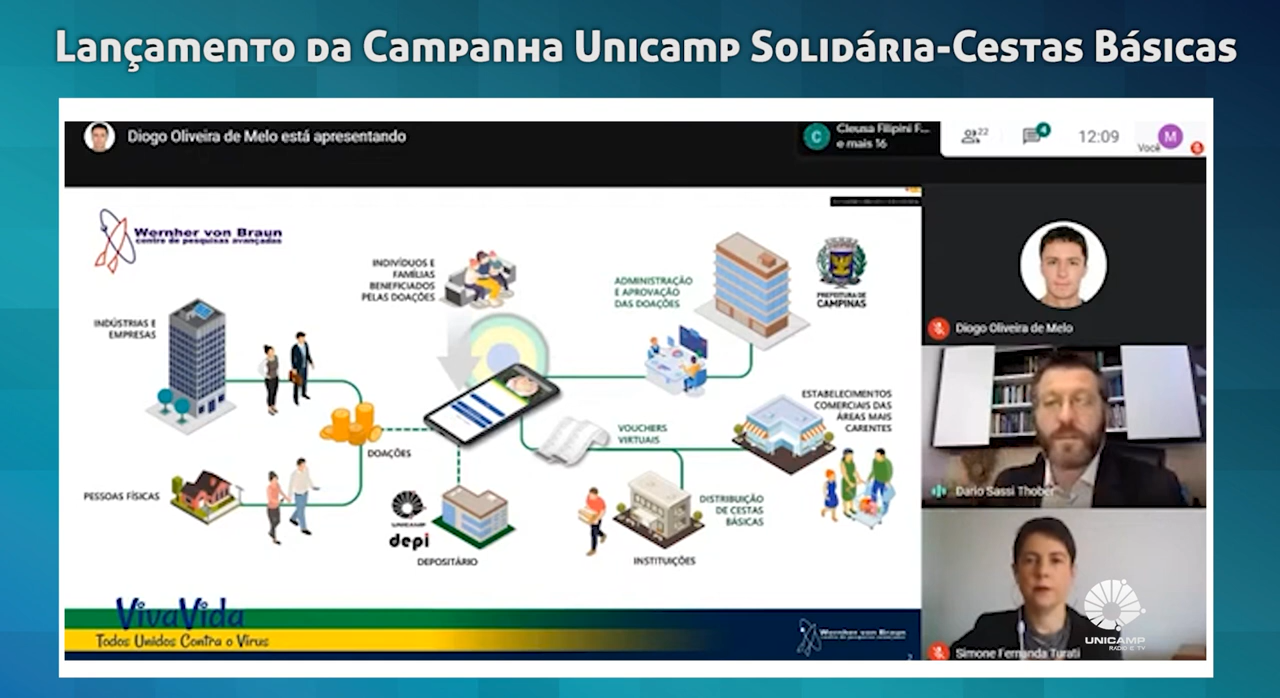 Lançamento da Campanha Unicamp Solidária-Cestas Básicas
Diogo Oliveira de Melo está apresentando
C
Cleusa Filipini F...
e mais 16
22
4
12:09
Você
M
Wernher von Braun
centro de pesquisas avançadas
INDIVÍDUOS E
FAMÍLIAS
BENEFICIADOS
PELAS DOAÇÕES
ADMINISTRAÇÃO
E APROVAÇÃO
DAS DOAÇÕES
PREFEITURA DE
CAMPINAS
INDÚSTRIAS E
EMPRESAS
ESTABELECIMENTOS
COMERCIAIS DAS
ÁREAS MAIS
CARENTES
VOUCHERS
VIRTUAIS
DOAÇÕES
PESSOAS FÍSICAS
UNICAMP
depi
DEPOSITÁRIO
DISTRIBUIÇÃO
DE CESTAS
BÁSICAS
INSTITUIÇÕES
VivaVida
Todos Unidos Contra o Vírus
Wernher von Braun
centro de pesquisas avançadas
2
Diogo Oliveira de Melo
Dario Sassi Thober
Simone Fernanda Turati
UNICAMP
RÁDIO E TV